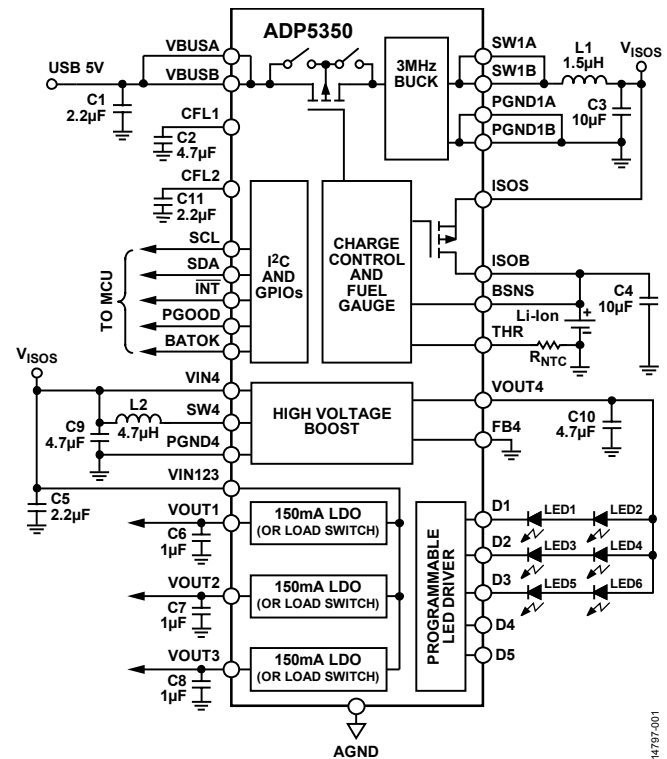 ADP5350
VBUSA
USB 5V
VBUSB
C1
2.2µF
CFL1
C2
4.7µF
CFL2
C11
2.2µF
3MHz
BUCK
SW1A
L1
1.5µH
VISOS
SW1B
PGND1A
C3
10µF
PGND1B
ISOS
ISOB
BSNS
C4
10µF
Li-Ion
+
–
THR
RNTC
SCL
SDA
INT
PGOOD
BATOK
TO MCU
I2C
AND
GPIOs
CHARGE
CONTROL
AND
FUEL
GAUGE
VISOS
VIN4
L2
4.7µH
SW4
C9
4.7µF
PGND4
HIGH VOLTAGE
BOOST
VOUT4
C10
4.7µF
FB4
VIN123
C5
2.2µF
VOUT1
C6
1µF
150mA LDO
(OR LOAD SWITCH)
VOUT2
C7
1µF
150mA LDO
(OR LOAD SWITCH)
VOUT3
C8
1µF
150mA LDO
(OR LOAD SWITCH)
PROGRAMMABLE
LED DRIVER
D1
LED1
LED2
D2
LED3
LED4
D3
LED5
LED6
D4
D5
AGND
14797-001